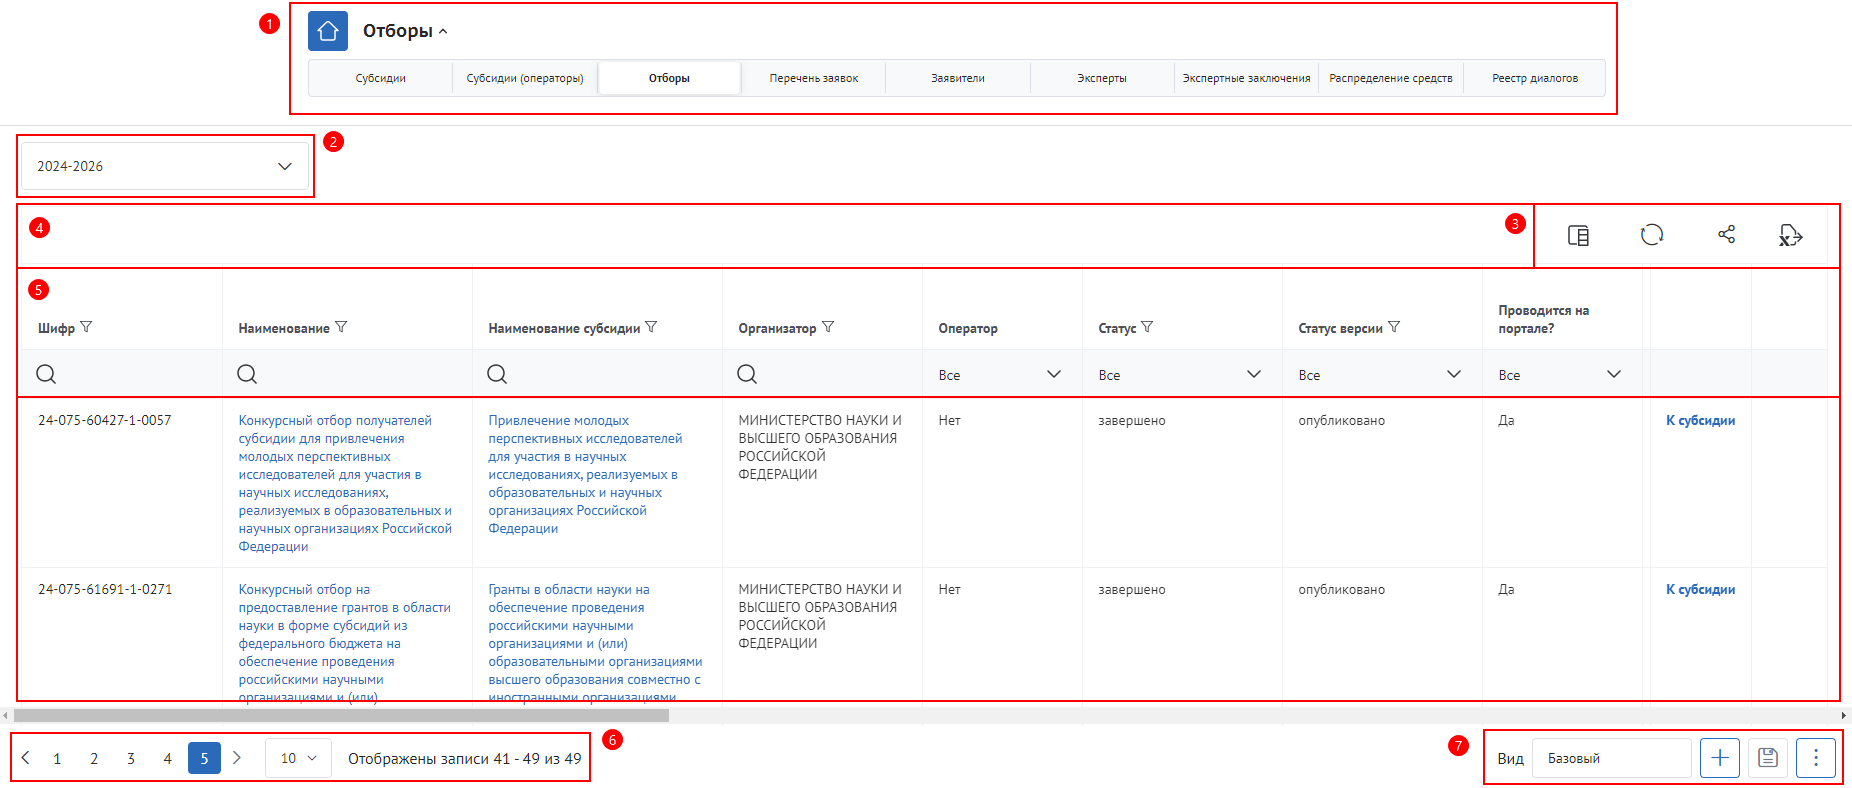 1
Отборы
Субсидии
Субсидии (операторы)
Отборы
Перечень заявок
Заявители
Эксперты
Экспертные заключения
Распределение средств
Реестр диалогов
2
2024-2026
4
3
5
Шифр
Наименование
Наименование субсидии
Организатор
Оператор
Статус
Статус версии
Проводится на
портале?
Все
Все
Все
Все
24-075-60427-1-0057
Конкурсный отбор получателей
субсидии для привлечения
молодых перспективных
исследователей для участия в
научных исследованиях,
реализуемых в образовательных и
научных организациях Российской
Федерации
Привлечение молодых
перспективных исследователей
для участия в научных
исследованиях, реализуемых в
образовательных и научных
организациях Российской
Федерации
МИНИСТЕРСТВО НАУКИ И
ВЫСШЕГО ОБРАЗОВАНИЯ
РОССИЙСКОЙ
ФЕДЕРАЦИИ
Нет
завершено
опубликовано
Да
К субсидии
24-075-61691-1-0271
Конкурсный отбор на
предоставление грантов в области
науки в форме субсидий из
федерального бюджета на
обеспечение проведения
российскими научными
организациями и (или)
Гранты в области науки на
обеспечение проведения
российскими научными
организациями и (или)
образовательными организациями
высшего образования совместно с
иностранными организациями
МИНИСТЕРСТВО НАУКИ И
ВЫСШЕГО ОБРАЗОВАНИЯ
РОССИЙСКОЙ
ФЕДЕРАЦИИ
Нет
завершено
опубликовано
Да
К субсидии
1 2 3 4 5
10
Отображены записи 41 - 49 из 49
6
7
Вид
Базовый